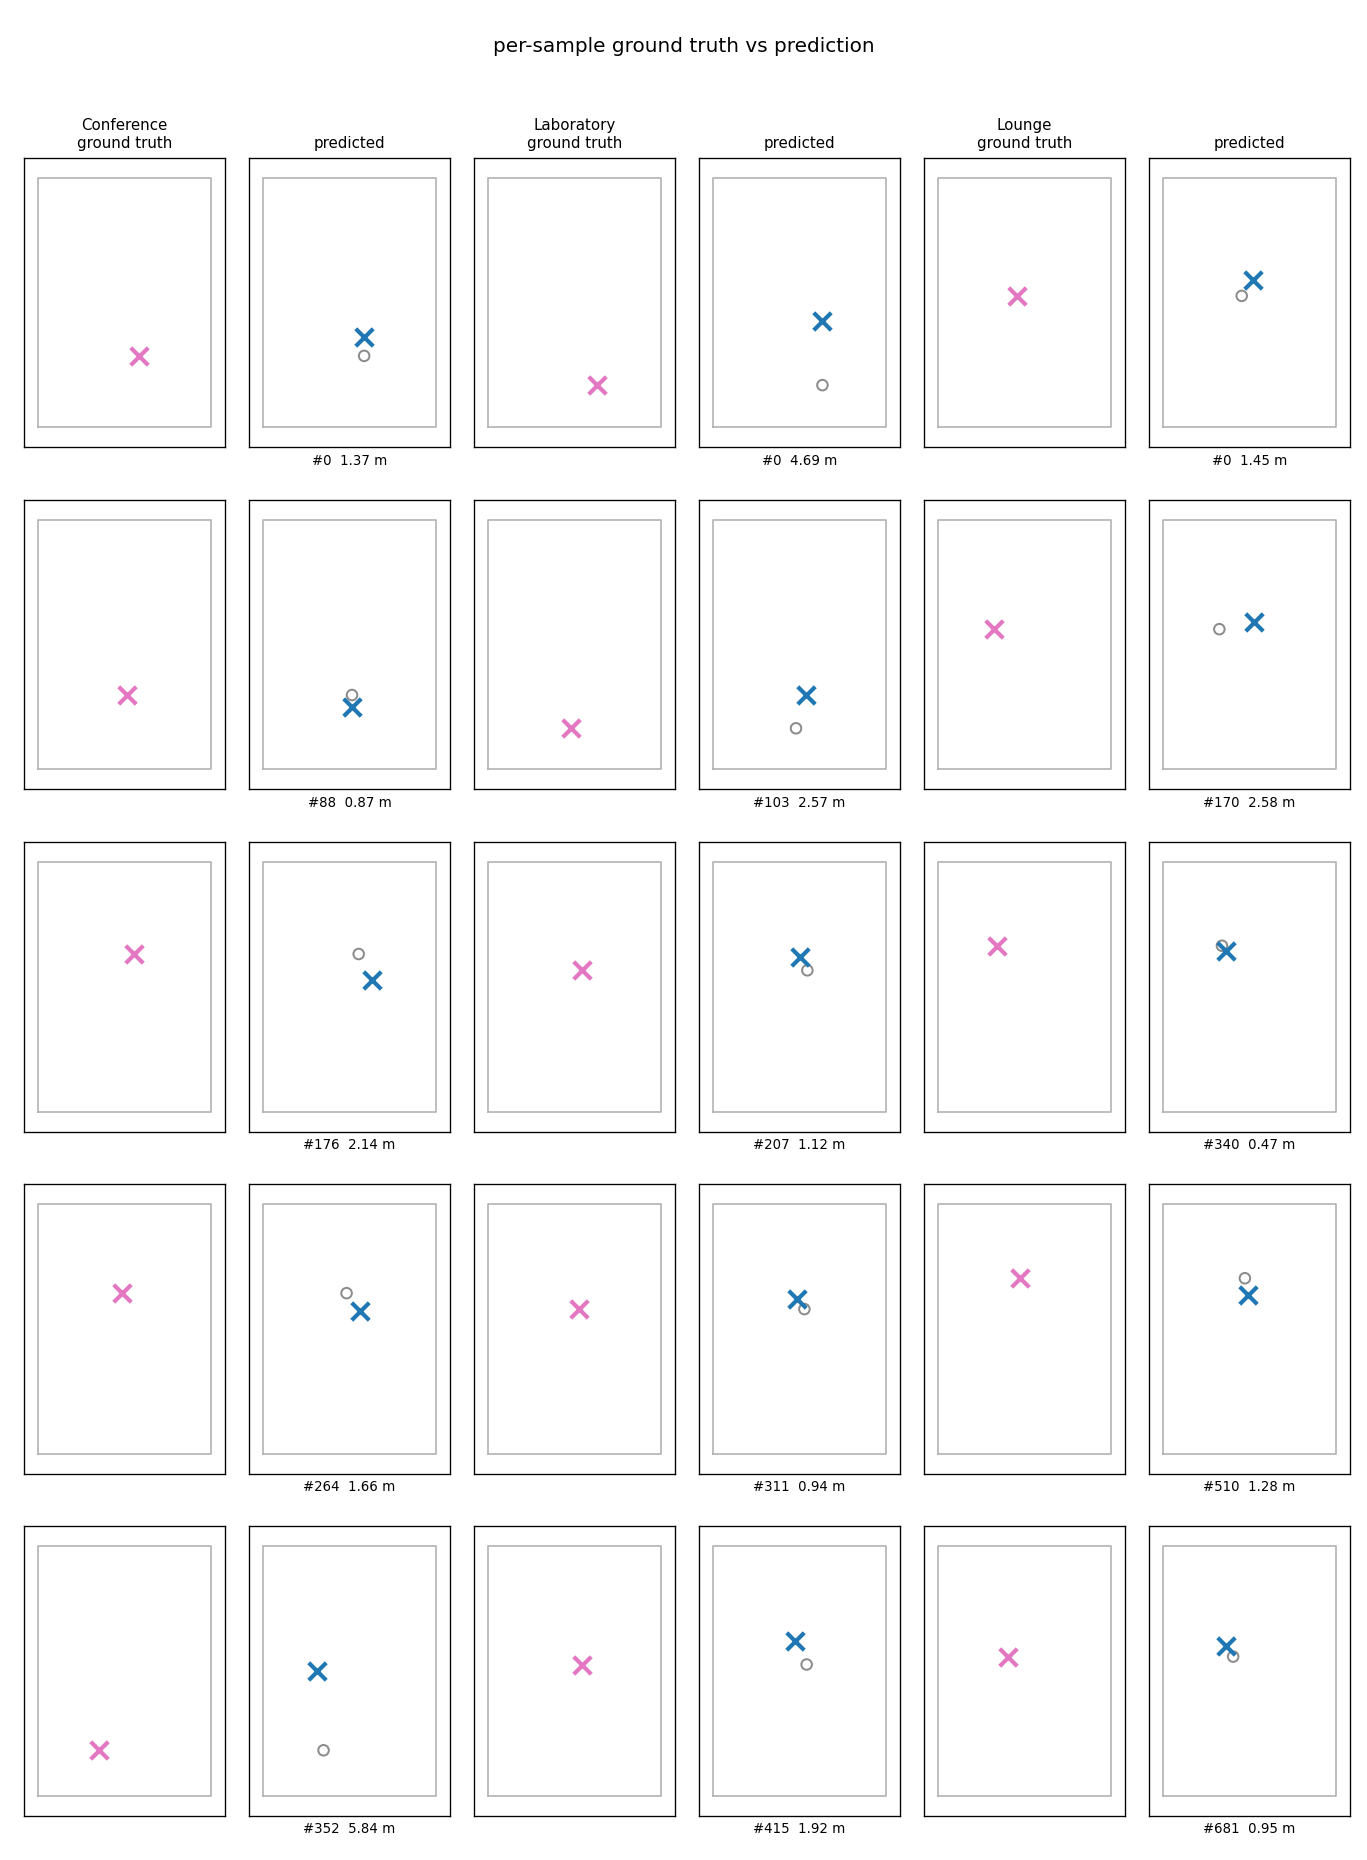 per-sample ground truth vs prediction
Conference
ground truth
predicted
Laboratory
ground truth
predicted
Lounge
ground truth
predicted
#0  1.37 m
#0  4.69 m
#0  1.45 m
#88  0.87 m
#103  2.57 m
#170  2.58 m
#176  2.14 m
#207  1.12 m
#340  0.47 m
#264  1.66 m
#311  0.94 m
#510  1.28 m
#352  5.84 m
#415  1.92 m
#681  0.95 m